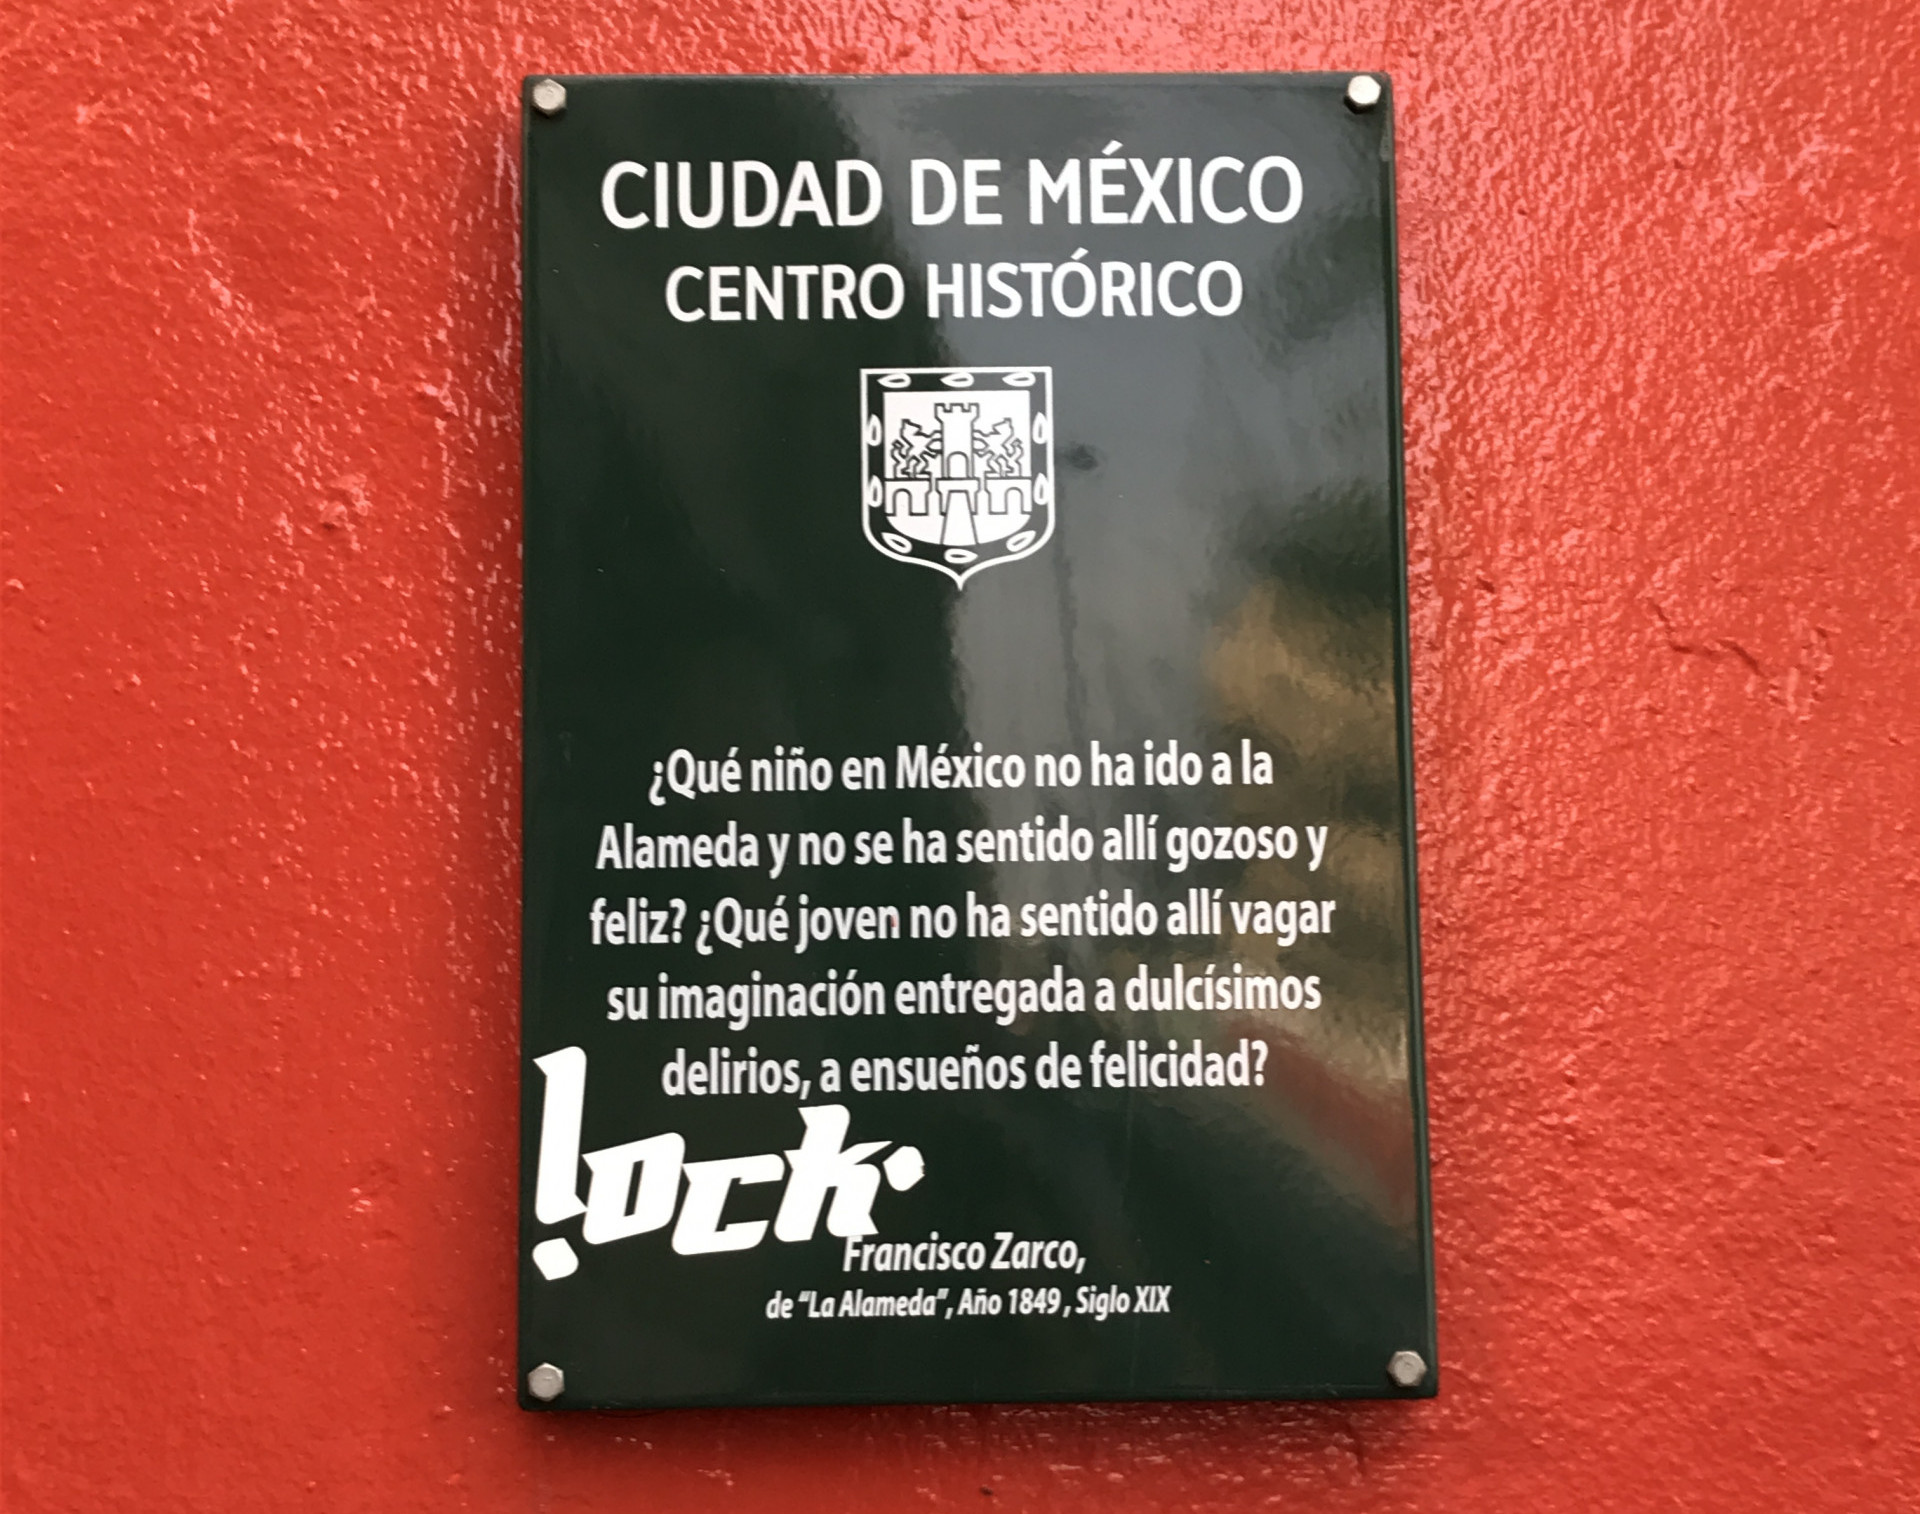 CIUDAD DE MÉXICO
CENTRO HISTÓRICO
¿Qué niño en México no ha ido a la
Alameda y no se ha sentido allí gozoso y
feliz? ¿Qué joven no ha sentido allí vagar
su imaginación entregada a dulcísimos
delirios, a ensueños de felicidad?
lock
Francisco Zarco,
de “La Alameda”, Año 1849, Siglo XIX